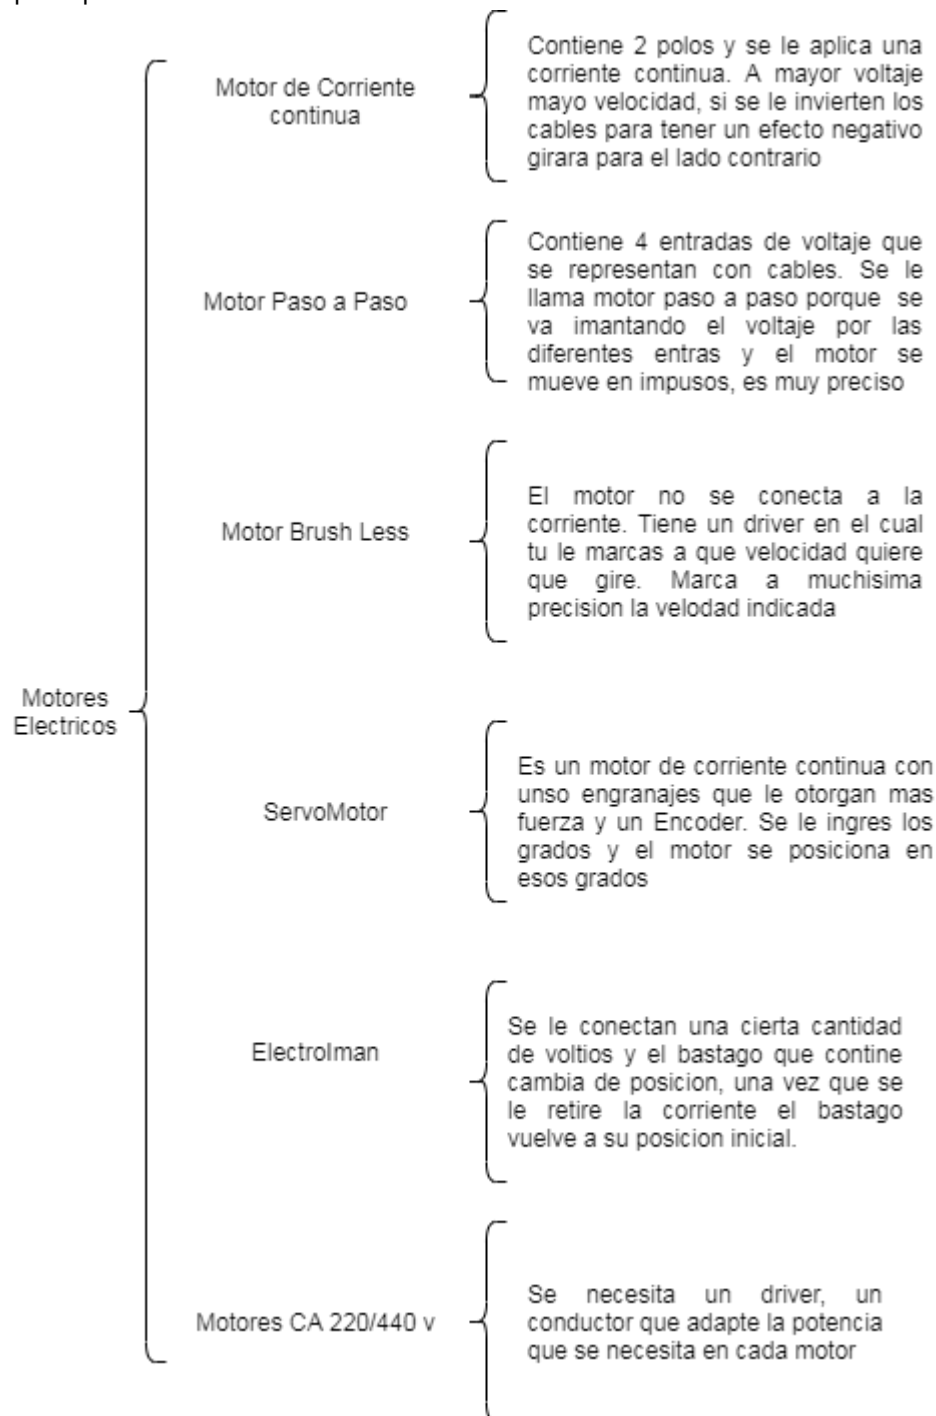 Motores
Electricos
Motor de Corriente
continua
Contiene 2 polos y se le aplica una
corriente continua. A mayor voltaje
mayo velocidad, si se le invierten los
cables para tener un efecto negativo
girara para el lado contrario
Motor Paso a Paso
Contiene 4 entradas de voltaje que
se representan con cables. Se le
llama motor paso a paso porque se
va imantando el voltaje por las
diferentes entras y el motor se
mueve en impusos, es muy preciso
Motor Brush Less
El motor no se conecta a la
corriente. Tiene un driver en el cual
tu le marcas a que velocidad quiere
que gire. Marca a muchisima
precision la velodad indicada
ServoMotor
Es un motor de corriente continua con
unso engranajes que le otorgan mas
fuerza y un Encoder. Se le ingres los
grados y el motor se posiciona en
esos grados
ElectroIman
Se le conectan una cierta cantidad
de voltios y el bastago que contine
cambia de posicion, una vez que se
le retire la corriente el bastago
vuelve a su posicion inicial.
Motores CA 220/440 v
Se necesita un driver, un
conductor que adapte la potencia
que se necesita en cada motor